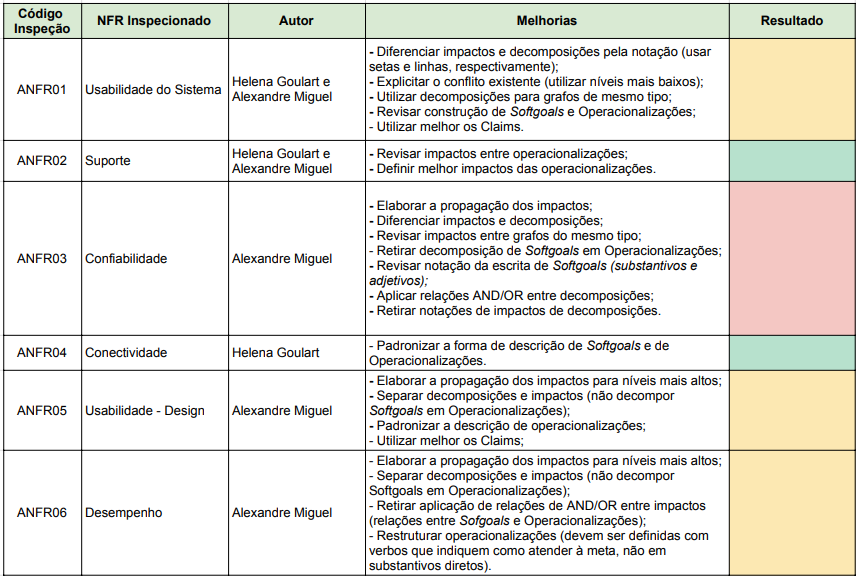 Código
Inspeção
NFR Inspecionado
Autor
Melhorias
Resultado
ANFR01
Usabilidade do Sistema
Helena Goulart e
Alexandre Miguel
- Diferenciar impactos e decomposições pela notação (usar
setas e linhas, respectivamente);
- Explicitar o conflito existente (utilizar níveis mais baixos);
- Utilizar decomposições para grafos de mesmo tipo;
- Revisar construção de Softgoals e Operacionalizações;
- Utilizar melhor os Claims.
ANFR02
Suporte
Helena Goulart e
Alexandre Miguel
- Revisar impactos entre operacionalizações;
- Definir melhor impactos das operacionalizações.
ANFR03
Confiabilidade
Alexandre Miguel
- Elaborar a propagação dos impactos;
- Diferenciar impactos e decomposições;
- Revisar impactos entre grafos do mesmo tipo;
- Retirar decomposição de Softgoals em Operacionalizações;
- Revisar notação da escrita de Softgoals (substantivos e
adjetivos);
- Aplicar relações AND/OR entre decomposições;
- Retirar notações de impactos de decomposições.
ANFR04
Conectividade
Helena Goulart
- Padronizar a forma de descrição de Softgoals e de
Operacionalizações.
ANFR05
Usabilidade - Design
Alexandre Miguel
- Elaborar a propagação dos impactos para níveis mais altos;
- Separar decomposições e impactos (não decompor
Softgoals em Operacionalizações);
- Padronizar a descrição de operacionalizações;
- Utilizar melhor os Claims;
ANFR06
Desempenho
Alexandre Miguel
- Elaborar a propagação dos impactos para níveis mais altos;
- Separar decomposições e impactos (não decompor
Softgoals em Operacionalizações);
- Retirar aplicação de relações de AND/OR entre impactos
(relações entre Sofgoals e Operacionalizações);
- Restruturar operacionalizações (devem ser definidas com
verbos que indiquem como atender à meta, não em
substantivos diretos).